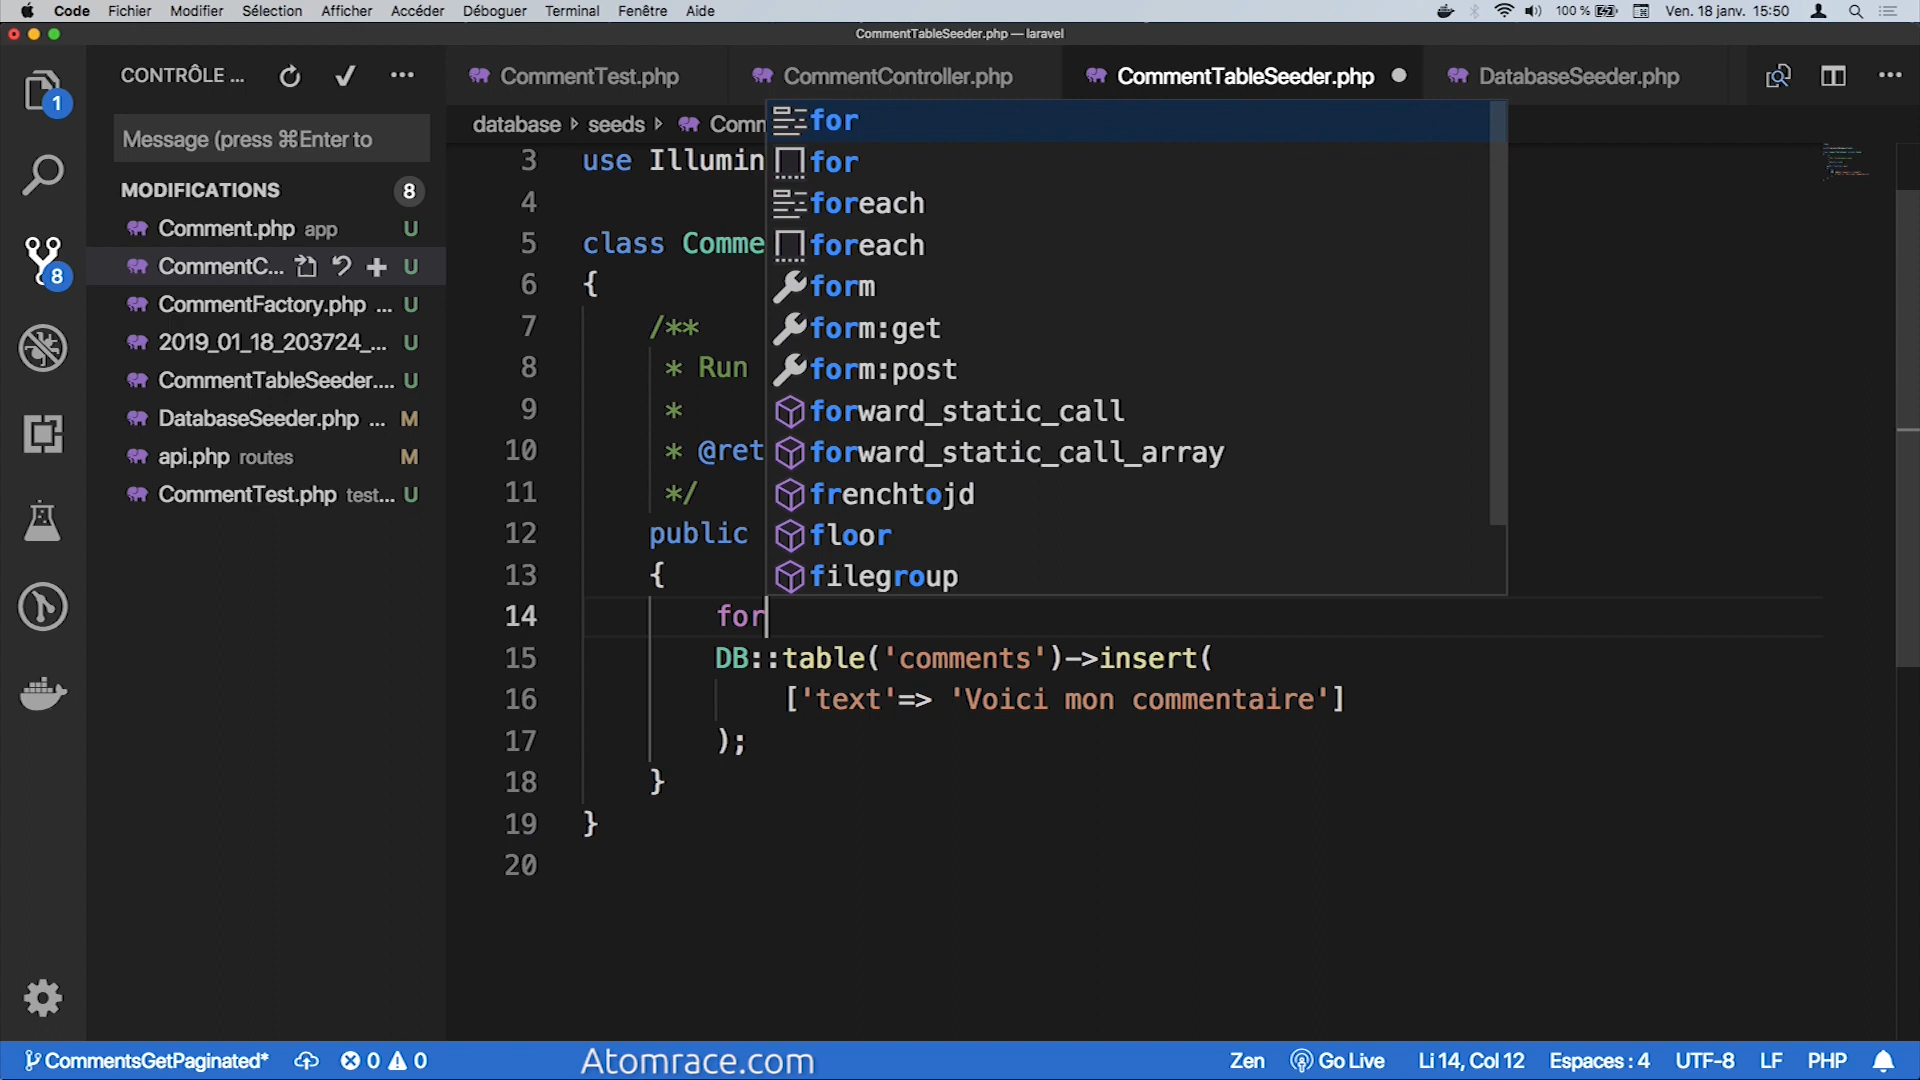 Code Fichier Modifier Sélection Afficher Accéder Déboguer Terminal Fenêtre Aide 100 % Ven. 18 janv. 15:50
CommentTableSeeder.php — laravel
CONTRÔLE ... CommentTest.php CommentController.php CommentTableSeeder.php DatabaseSeeder.php
1
Message (press ⌘Enter to
database seeds Comm
MODIFICATIONS 8
Comment.php app U
CommentC... U
8
CommentFactory.php ... U
2019_01_18_203724_... U
CommentTableSeeder.... U
DatabaseSeeder.php ... M
api.php routes M
CommentTest.php test... U
for
for
foreach
foreach
form
form:get
form:post
forward_static_call
forward_static_call_array
frenchtojd
floor
filegroup
3 use Illumin
4
5 class Comme
6 {
7 /**
8 * Run
9 *
10 * @ret
11 */
12 public
13 {
14 for
15 DB::table('comments')->insert(
16 ['text'=> 'Voici mon commentaire']
17 );
18 }
19 }
20
CommentsGetPaginated* 0 0 Atomrace.com Zen Go Live Li 14, Col 12 Espaces : 4 UTF-8 LF PHP